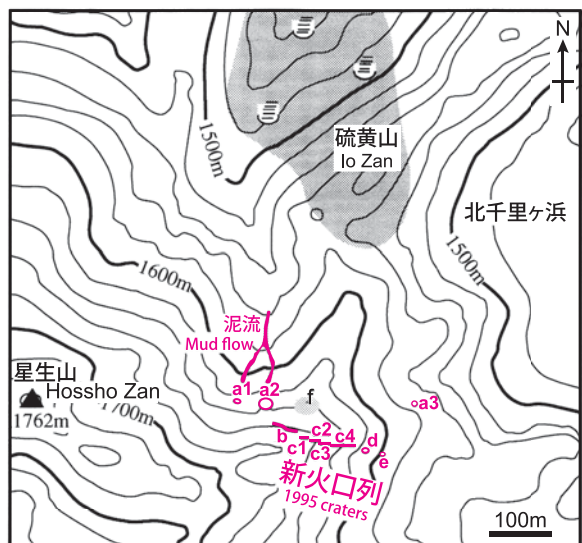 N
1500m
硫黄山
Io Zan
北千里ヶ浜
1500m
1600m
泥流
Mud flow
星生山
Hossho Zan
1762m
1700m
a1
a2
f
a3
b
c1
c2
c3
c4
d
e
新火口列
1995 craters
100m